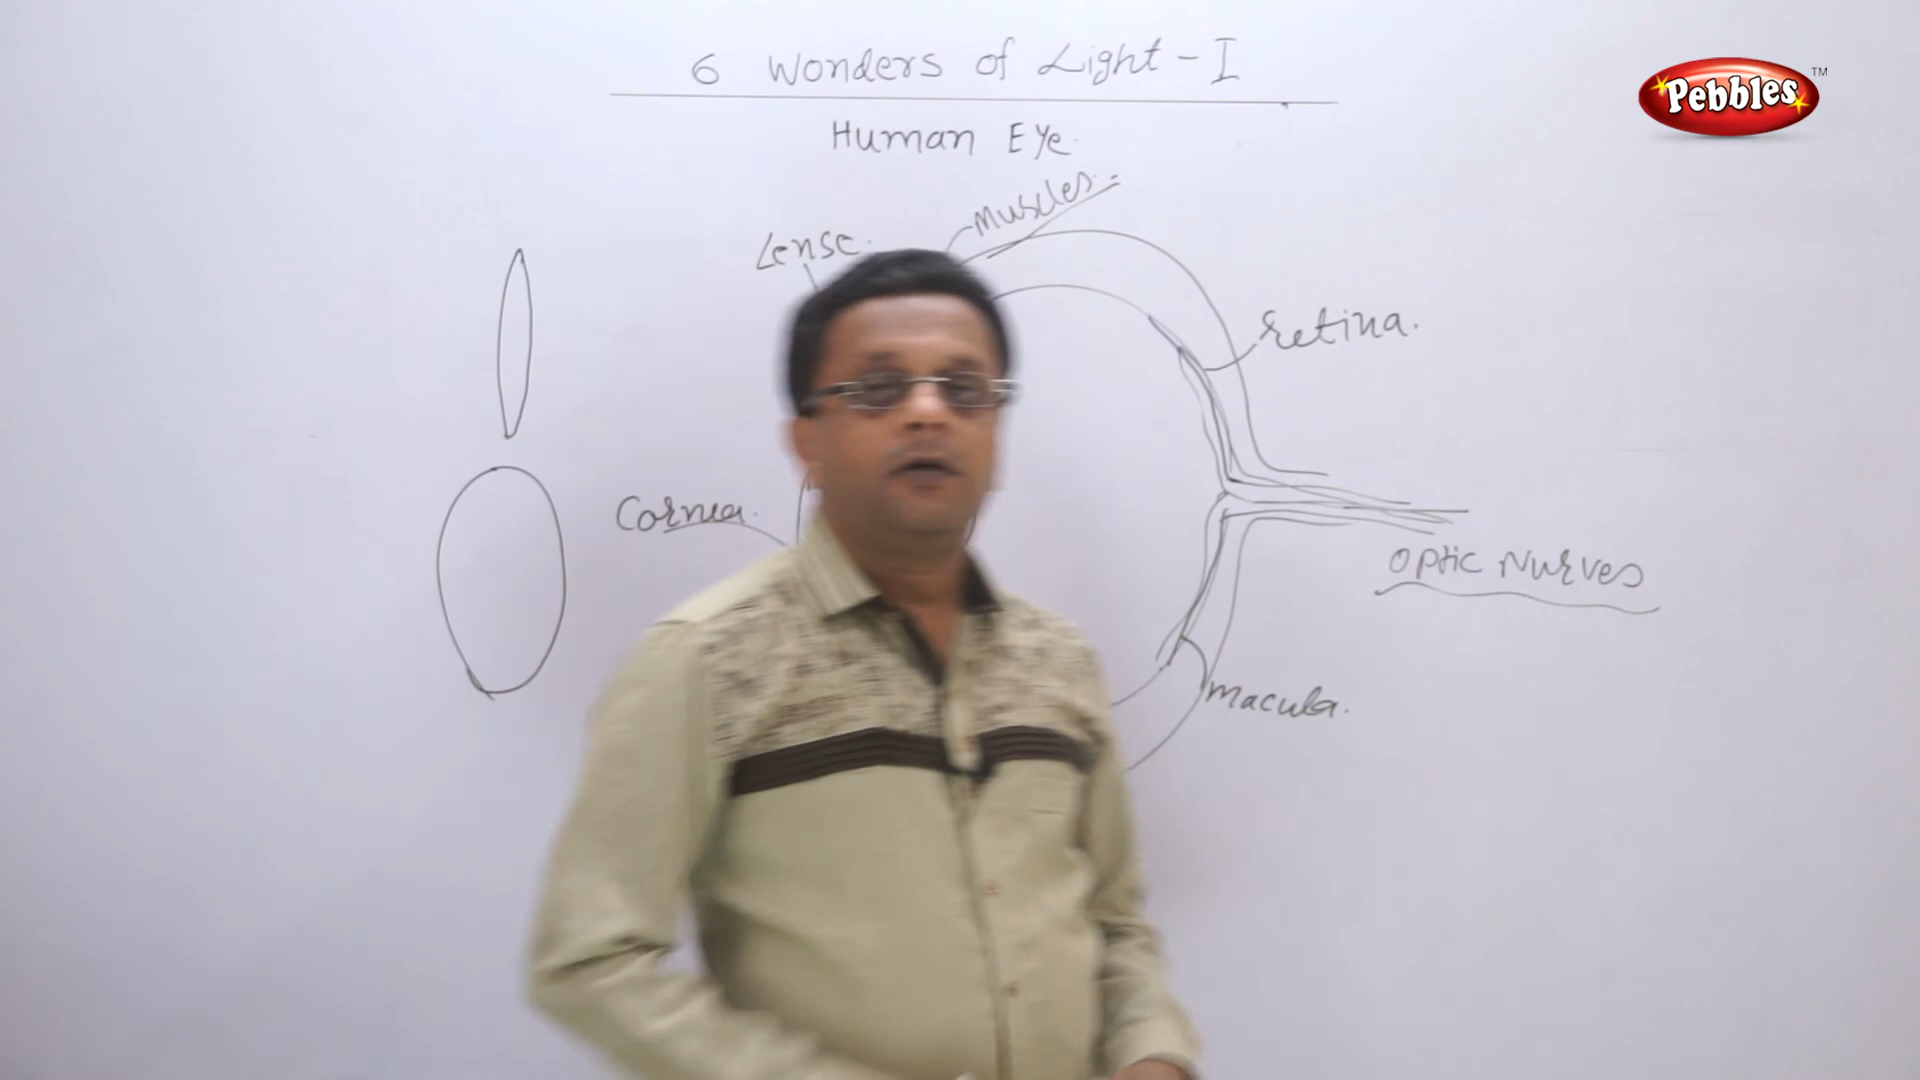 6 Wonders of Light - I
Pebbles TM
Human Eye.
Muscles.
Lense.
retina.
Cornea.
Optic Nurves
macula.